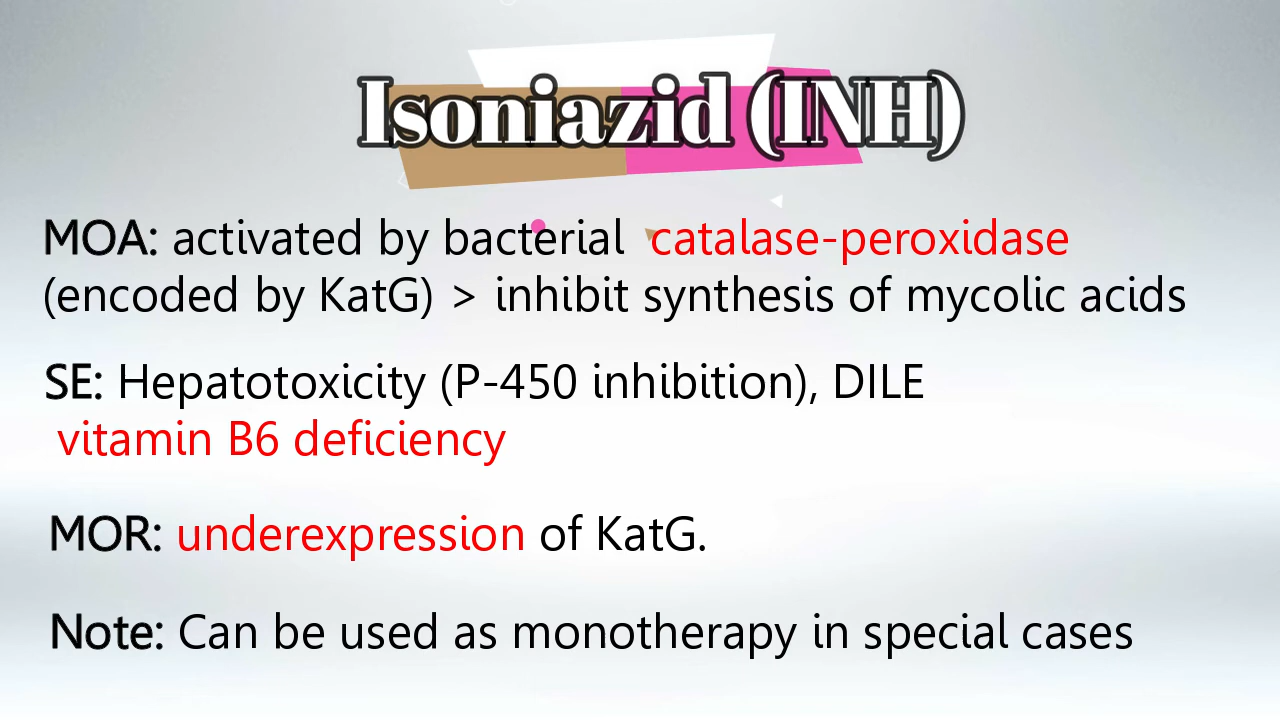 Isoniazid (INH)
MOA: activated by bacterial catalase-peroxidase
(encoded by KatG) > inhibit synthesis of mycolic acids
SE: Hepatotoxicity (P-450 inhibition), DILE
vitamin B6 deficiency
MOR: underexpression of KatG.
Note: Can be used as monotherapy in special cases